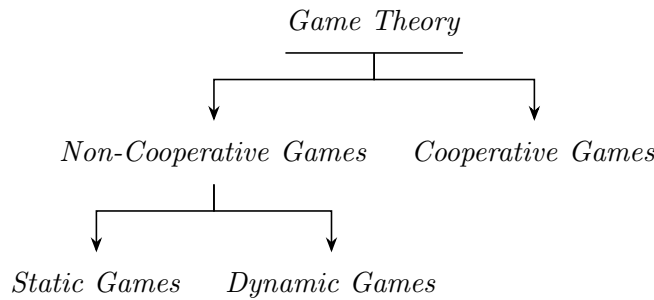 Game Theory
Non-Cooperative Games
Cooperative Games
Static Games
Dynamic Games